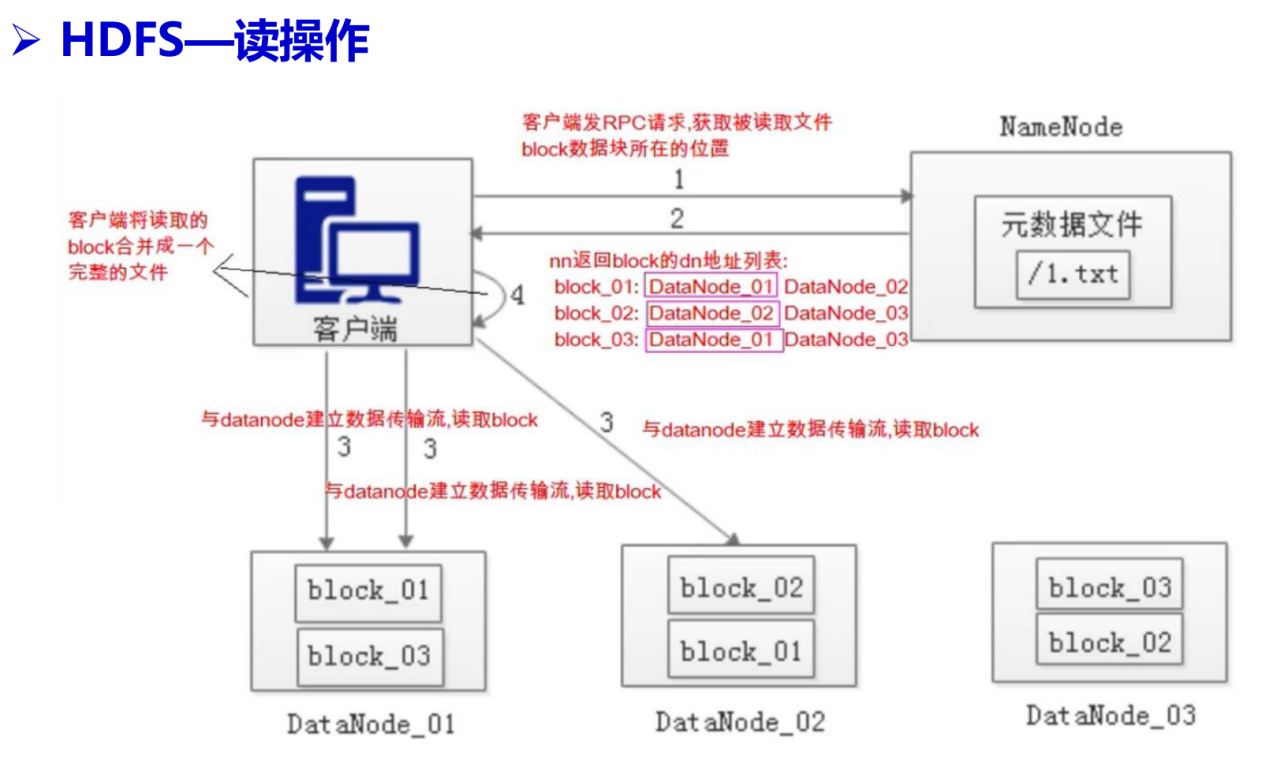 ➢ HDFS—读操作
客户端发RPC请求,获取被读取文件
block数据块所在的位置
NameNode
1
元数据文件
/1.txt
2
客户端将读取的
block合并成一个
完整的文件
nn返回block的dn地址列表:
block_01: DataNode_01 DataNode_02
block_02: DataNode_02 DataNode_03
block_03: DataNode_01 DataNode_03
4
客户端
与datanode建立数据传输流,读取block
3
与datanode建立数据传输流,读取block
3
3
与datanode建立数据传输流,读取block
block_01
block_03
DataNode_01
block_02
block_01
DataNode_02
block_03
block_02
DataNode_03